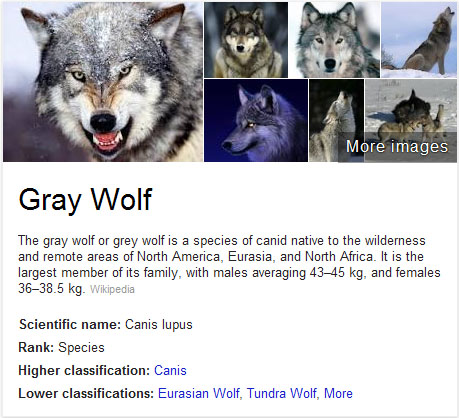 More images
Gray Wolf
The gray wolf or grey wolf is a species of canid native to the wilderness
and remote areas of North America, Eurasia, and North Africa. It is the
largest member of its family, with males averaging 43–45 kg, and females
36–38.5 kg. Wikipedia
Scientific name: Canis lupus
Rank: Species
Higher classification: Canis
Lower classifications: Eurasian Wolf, Tundra Wolf, More